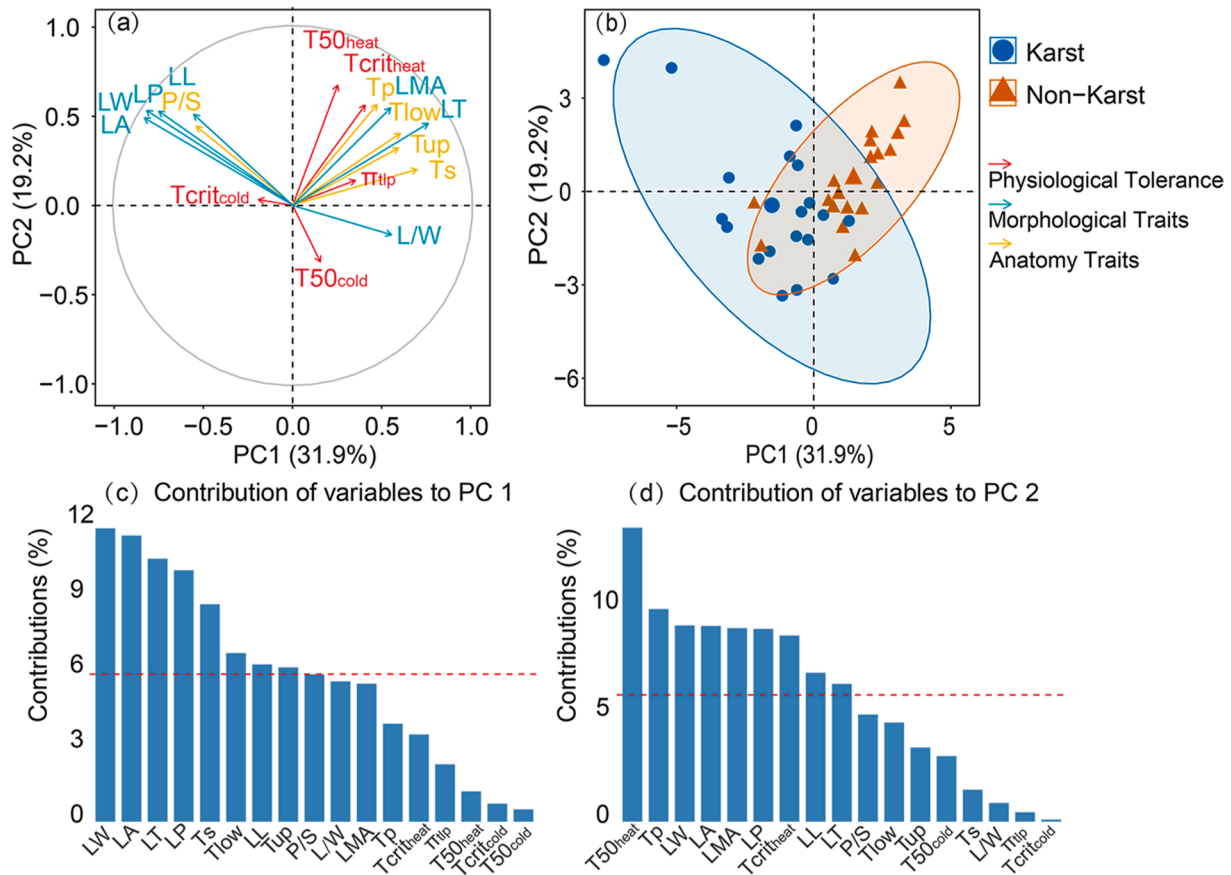 (a)
1.0
0.5
0.0
−0.5
−1.0
PC2 (19.2%)
T50heat
Tcritheat
LL
LP
LW
P/S
LA
Tp
LMA
Tlow
LT
Tup
Ts
πtlp
Tcritcold
L/W
T50cold
−1.0
−0.5
0.0
0.5
1.0
PC1 (31.9%)
(b)
3
0
−3
−6
PC2 (19.2%)
−5
0
5
PC1 (31.9%)
Karst
Non−Karst
Physiological Tolerance
Morphological Traits
Anatomy Traits
(c) Contribution of variables to PC 1
12
9
6
3
0
Contributions (%)
LW
LA
LT
LP
Ts
Tlow
LL
Tup
P/S
L/W
LMA
Tp
Tcritheat
πtlp
T50heat
Tcritcold
T50cold
(d) Contribution of variables to PC 2
10
5
0
Contributions (%)
T50heat
Tp
LW
LA
LMA
LP
Tcritheat
LL
LT
P/S
Tlow
Tup
T50cold
Ts
L/W
πtlp
Tcritcold